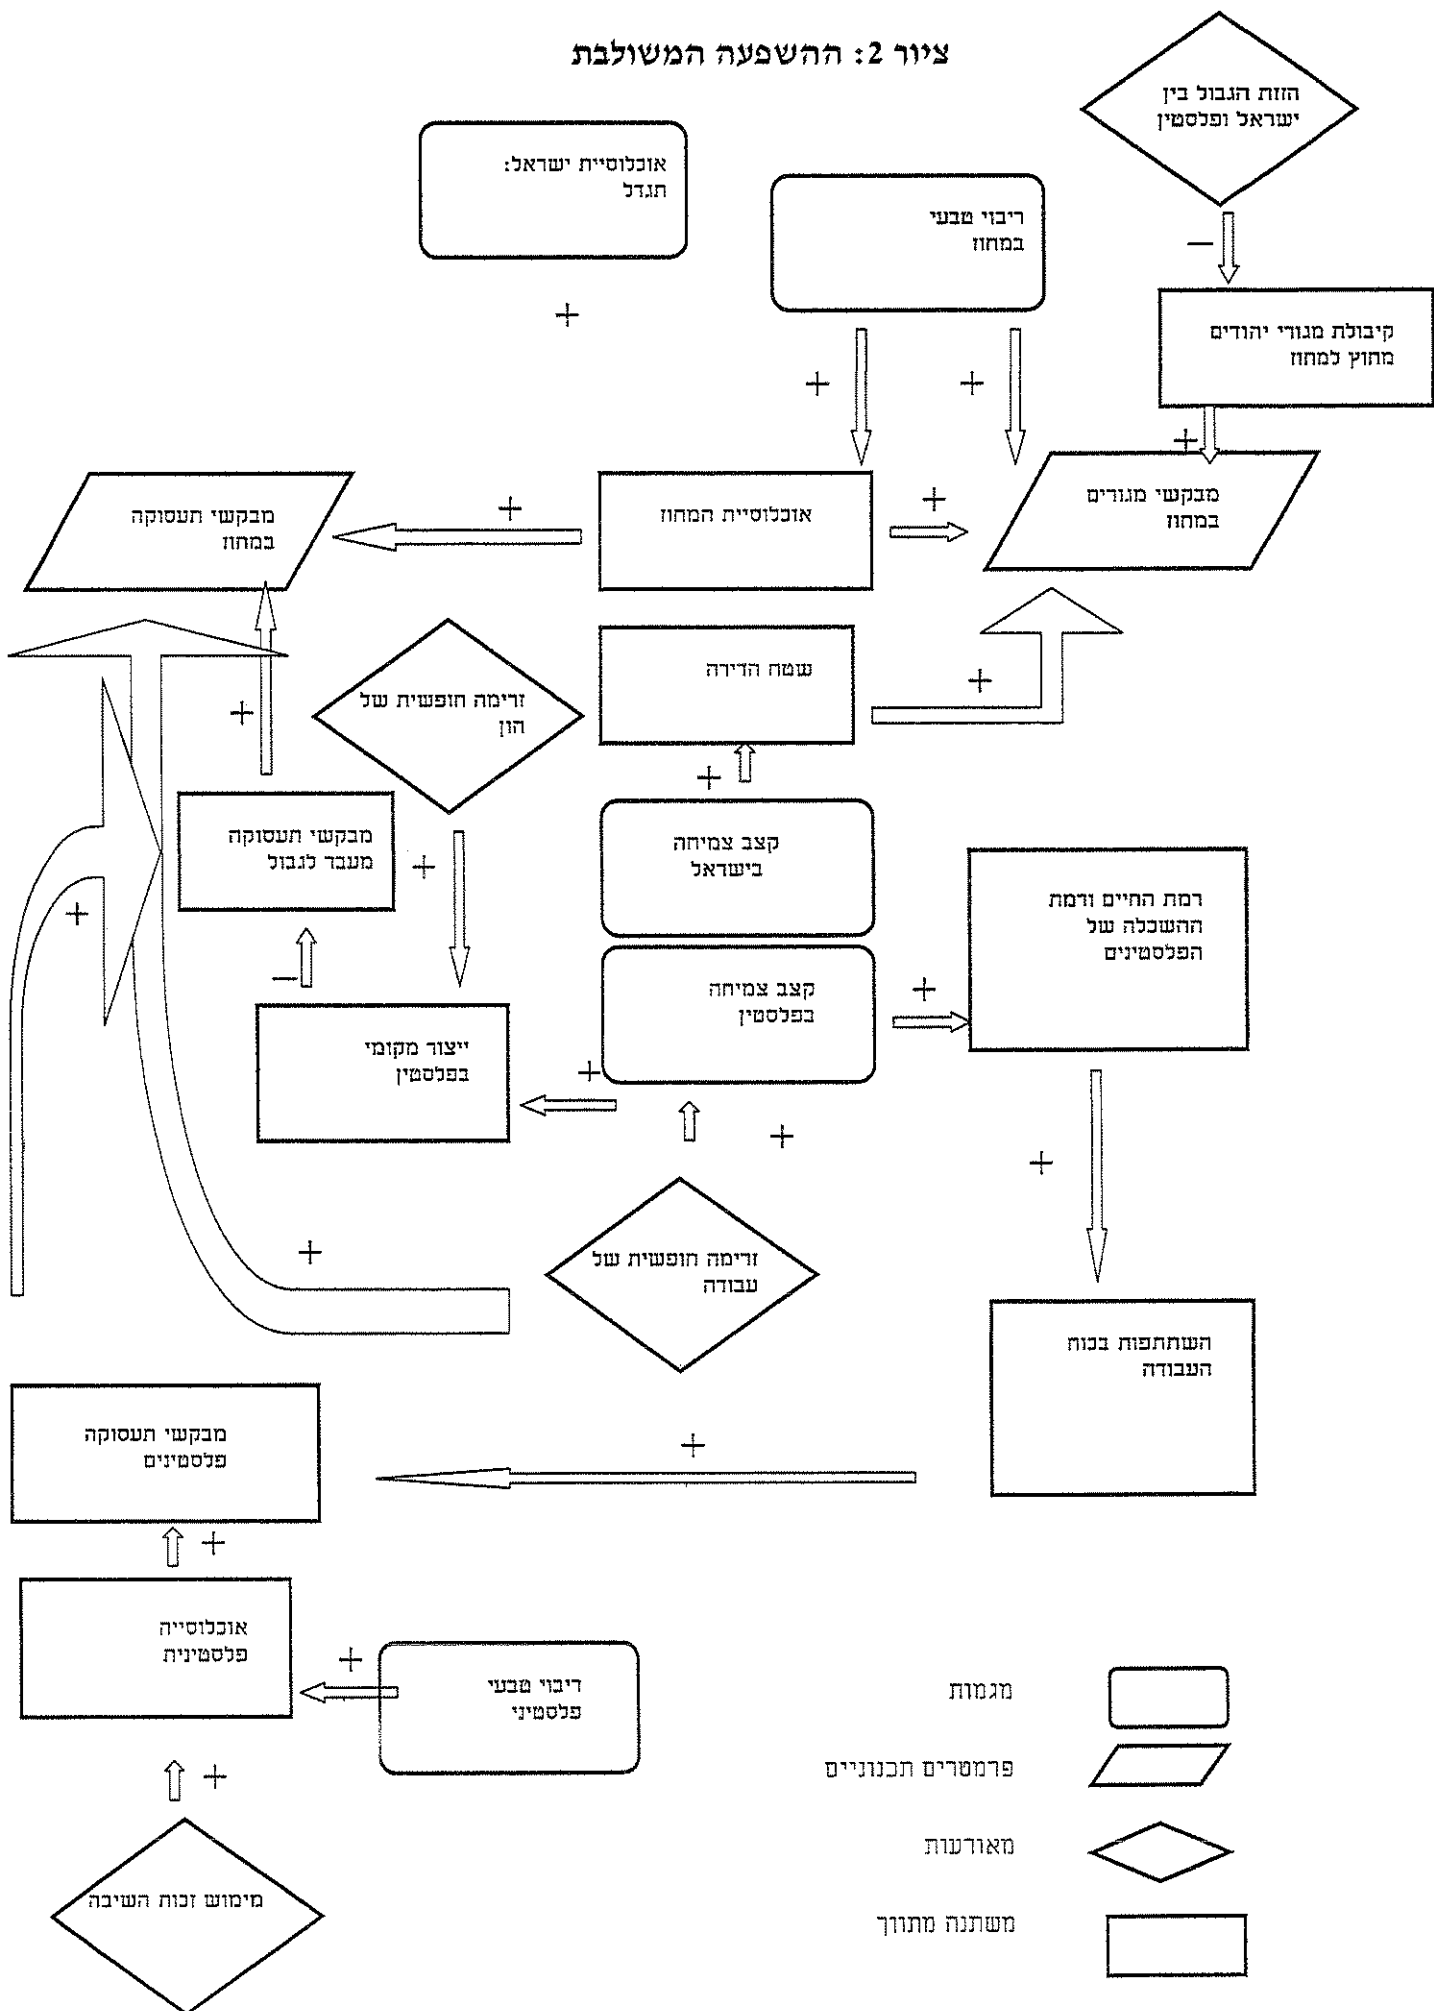 ציור 2: ההשפעה המשולבת
הזזת הגבול בין
ישראל ופלסטין
אוכלוסיית ישראל:
תגדל
+
ריבוי טבעי
במחוז
−
קיבולת מגורי יהודים
מחוץ למחוז
+
+
+
מבקשי מגורים
במחוז
+
אוכלוסיית המחוז
+
מבקשי תעסוקה
במחוז
שטח הדירה
+
זרימה חופשית של
הון
+
+
קצב צמיחה
בישראל
+
מבקשי תעסוקה
מעבר לגבול
רמת החיים ורמת
ההשכלה של
הפלסטינים
+
קצב צמיחה
בפלסטין
+
−
ייצור מקומי
בפלסטין
+
+
+
זרימה חופשית של
עבודה
+
השתתפות בכוח
העבודה
+
מבקשי תעסוקה
פלסטינים
+
אוכלוסייה
פלסטינית
+
ריבוי טבעי
פלסטיני
+
מימוש זכות השיבה
מגמות
פרמטרים תכנוניים
מאורעות
משתנה מתווך